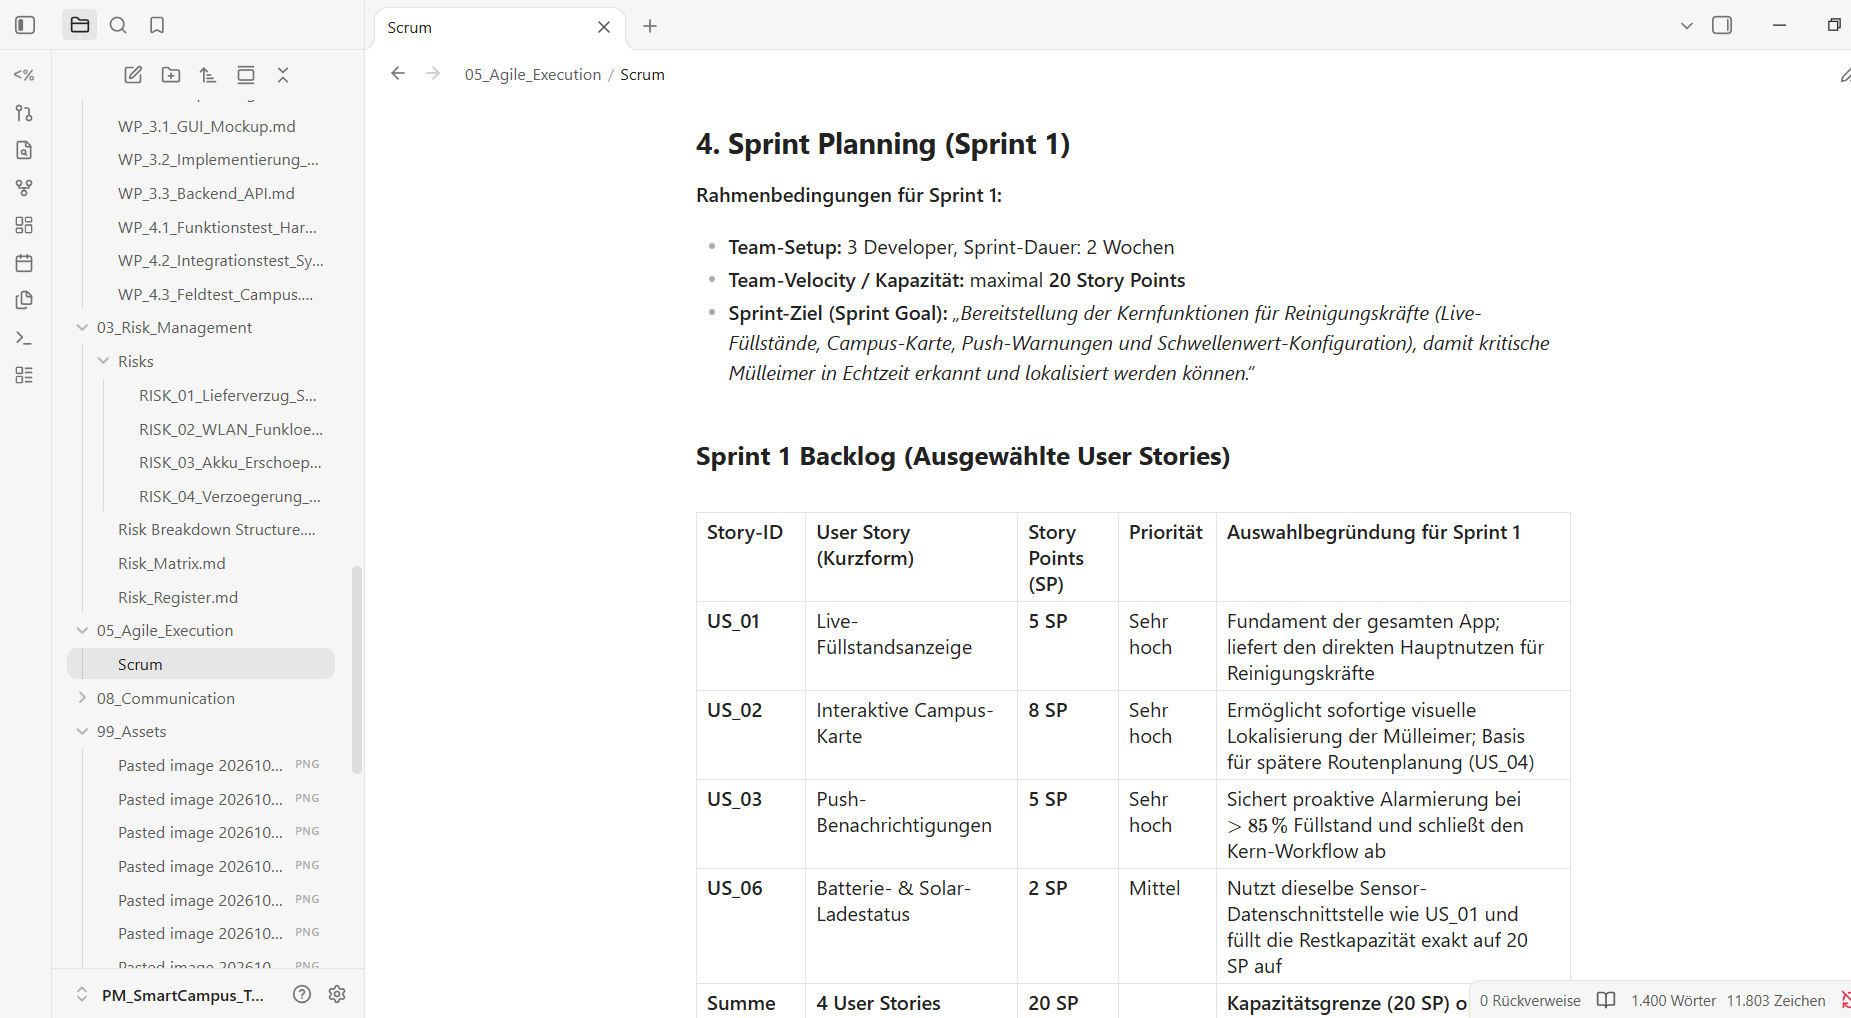 Scrum
05_Agile_Execution / Scrum
WP_3.1_GUI_Mockup.md
WP_3.2_Implementierung_...
WP_3.3_Backend_API.md
WP_4.1_Funktionstest_Har...
WP_4.2_Integrationstest_Sy...
WP_4.3_Feldtest_Campus....
03_Risk_Management
Risks
RISK_01_Lieferverzug_S...
RISK_02_WLAN_Funkloe...
RISK_03_Akku_Erschoep...
RISK_04_Verzoegerung_...
Risk Breakdown Structure....
Risk_Matrix.md
Risk_Register.md
05_Agile_Execution
Scrum
08_Communication
99_Assets
Pasted image 202610... PNG
Pasted image 202610... PNG
Pasted image 202610... PNG
Pasted image 202610... PNG
Pasted image 202610... PNG
Pasted image 202610... PNG
Pasted image 202610... PNG
PM_SmartCampus_T...
4. Sprint Planning (Sprint 1)
Rahmenbedingungen für Sprint 1:
• Team-Setup: 3 Developer, Sprint-Dauer: 2 Wochen
• Team-Velocity / Kapazität: maximal 20 Story Points
• Sprint-Ziel (Sprint Goal): „Bereitstellung der Kernfunktionen für Reinigungskräfte (Live-
Füllstände, Campus-Karte, Push-Warnungen und Schwellenwert-Konfiguration), damit kritische
Mülleimer in Echtzeit erkannt und lokalisiert werden können.“
Sprint 1 Backlog (Ausgewählte User Stories)
Story-ID
User Story
(Kurzform)
Story
Points
(SP)
Priorität
Auswahlbegründung für Sprint 1
US_01
Live-
Füllstandsanzeige
5 SP
Sehr
hoch
Fundament der gesamten App;
liefert den direkten Hauptnutzen für
Reinigungskräfte
US_02
Interaktive Campus-
Karte
8 SP
Sehr
hoch
Ermöglicht sofortige visuelle
Lokalisierung der Mülleimer; Basis
für spätere Routenplanung (US_04)
US_03
Push-
Benachrichtigungen
5 SP
Sehr
hoch
Sichert proaktive Alarmierung bei
> 85 % Füllstand und schließt den
Kern-Workflow ab
US_06
Batterie- & Solar-
Ladestatus
2 SP
Mittel
Nutzt dieselbe Sensor-
Datenschnittstelle wie US_01 und
füllt die Restkapazität exakt auf 20
SP auf
Summe
4 User Stories
20 SP
Kapazitätsgrenze (20 SP) o
0 Rückverweise 1.400 Wörter 11.803 Zeichen